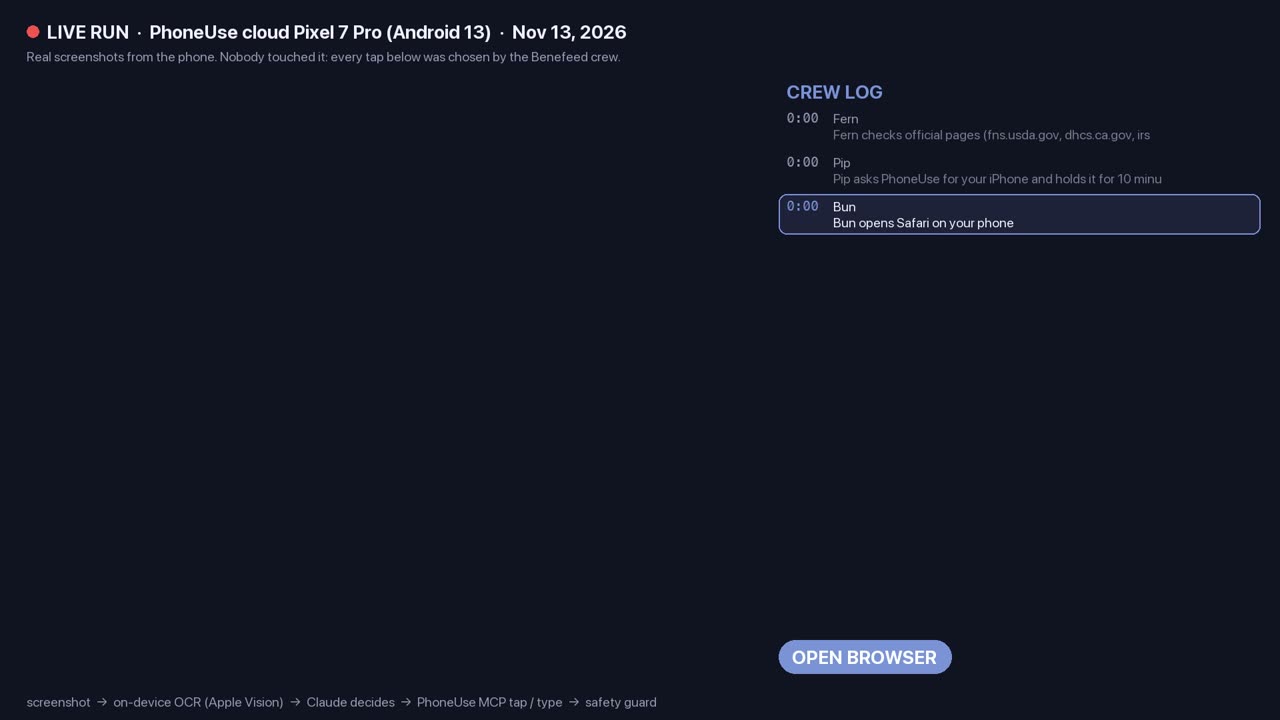 LIVE RUN · PhoneUse cloud Pixel 7 Pro (Android 13) · Nov 13, 2026
Real screenshots from the phone. Nobody touched it: every tap below was chosen by the Benefeed crew.
CREW LOG
0:00 Fern
Fern checks official pages (fns.usda.gov, dhcs.ca.gov, irs
0:00 Pip
Pip asks PhoneUse for your iPhone and holds it for 10 minu
0:00 Bun
Bun opens Safari on your phone
OPEN BROWSER
screenshot → on-device OCR (Apple Vision) → Claude decides → PhoneUse MCP tap / type → safety guard